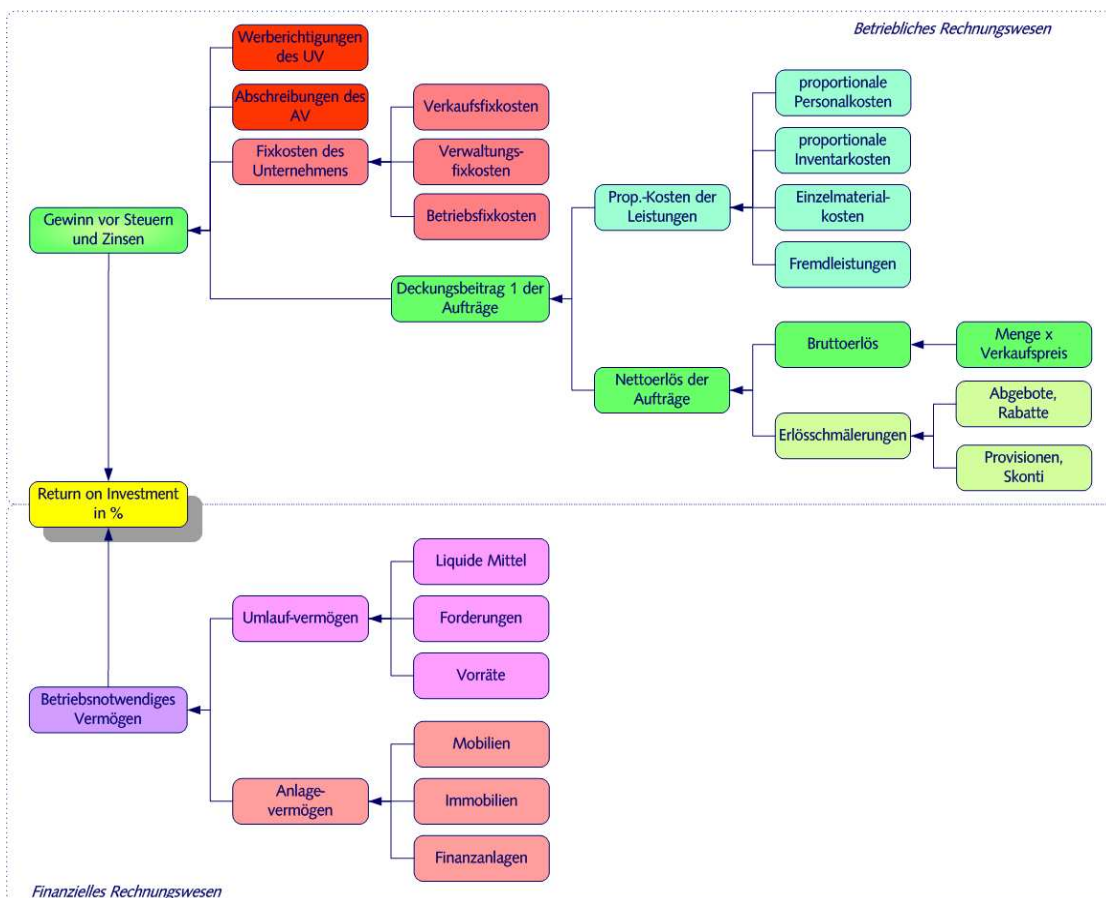 Betriebliches Rechnungswesen
Werberichtigungen
des UV
Abschreibungen des
AV
Fixkosten des
Unternehmens
Verkaufsfixkosten
Verwaltungs-
fixkosten
Betriebsfixkosten
proportionale
Personalkosten
proportionale
Inventarkosten
Einzelmaterial-
kosten
Fremdleistungen
Prop.-Kosten der
Leistungen
Gewinn vor Steuern
und Zinsen
Deckungsbeitrag 1 der
Aufträge
Bruttoerlös
Menge x
Verkaufspreis
Nettoerlös der
Aufträge
Abgebote,
Rabatte
Erlösschmälerungen
Provisionen,
Skonti
Return on Investment
in %
Liquide Mittel
Umlauf-vermögen
Forderungen
Vorräte
Betriebsnotwendiges
Vermögen
Mobilien
Anlage-
vermögen
Immobilien
Finanzanlagen
Finanzielles Rechnungswesen